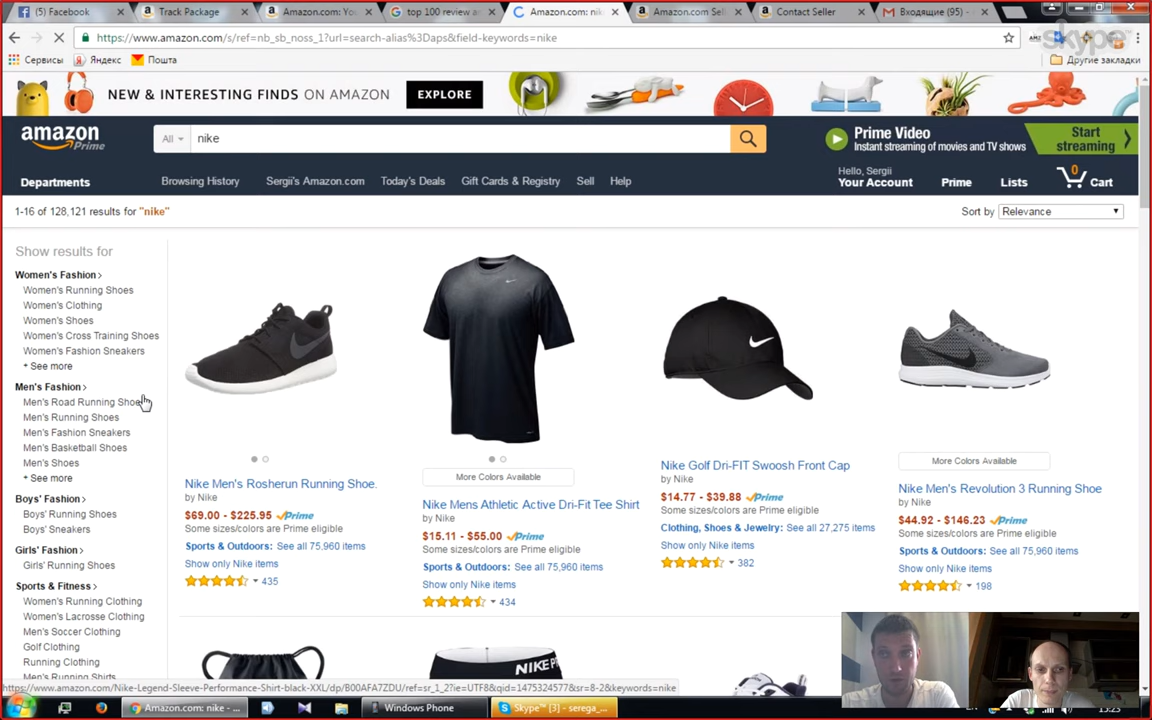 (5) Facebook
Track Package
Amazon.com: Yo
top 100 review a
Amazon.com: nik
Amazon.com Sel
Contact Seller
Входящие (95) -
https://www.amazon.com/s/ref=nb_sb_noss_1?url=search-alias%3Daps&field-keywords=nike
skype™
Сервисы
Яндекс
Почта
Другие закладки
NEW & INTERESTING FINDS ON AMAZON
EXPLORE
amazon
Prime
All
nike
Prime Video
Instant streaming of movies and TV shows
Start
streaming
Departments
Browsing History
Sergii's Amazon.com
Today's Deals
Gift Cards & Registry
Sell
Help
Hello, Sergii
Your Account
Prime
Lists
0
Cart
1-16 of 128,121 results for "nike"
Sort by
Relevance
Show results for
Women's Fashion
Women's Running Shoes
Women's Clothing
Women's Shoes
Women's Cross Training Shoes
Women's Fashion Sneakers
+ See more
Men's Fashion
Men's Road Running Shoe
Men's Running Shoes
Men's Fashion Sneakers
Men's Basketball Shoes
Men's Shoes
+ See more
Boys' Fashion
Boys' Running Shoes
Boys' Sneakers
Girls' Fashion
Girls' Running Shoes
Sports & Fitness
Women's Running Clothing
Women's Lacrosse Clothing
Men's Soccer Clothing
Golf Clothing
Running Clothing
Men's Running Shirts
Nike Men's Rosherun Running Shoe.
by Nike
$69.00 - $225.95 Prime
Some sizes/colors are Prime eligible
Sports & Outdoors: See all 75,960 items
Show only Nike items
435
More Colors Available
Nike Mens Athletic Active Dri-Fit Tee Shirt
by Nike
$15.11 - $55.00 Prime
Some sizes/colors are Prime eligible
Sports & Outdoors: See all 75,960 items
Show only Nike items
434
Nike Golf Dri-FIT Swoosh Front Cap
by Nike
$14.77 - $39.88 Prime
Some sizes/colors are Prime eligible
Clothing, Shoes & Jewelry: See all 27,275 items
Show only Nike items
382
More Colors Available
Nike Men's Revolution 3 Running Shoe
by Nike
$44.92 - $146.23 Prime
Some sizes/colors are Prime eligible
Sports & Outdoors: See all 75,960 items
Show only Nike items
198
NIKE PR
https://www.amazon.com/Nike-Legend-Sleeve-Performance-Shirt-black-XXL/dp/B00AFA7ZDU/ref=sr_1_2?ie=UTF8&qid=1475324577&sr=8-2&keywords=nike
Amazon.com: nike - ...
Windows Phone
Skype™ [3] - serega_...
15:23